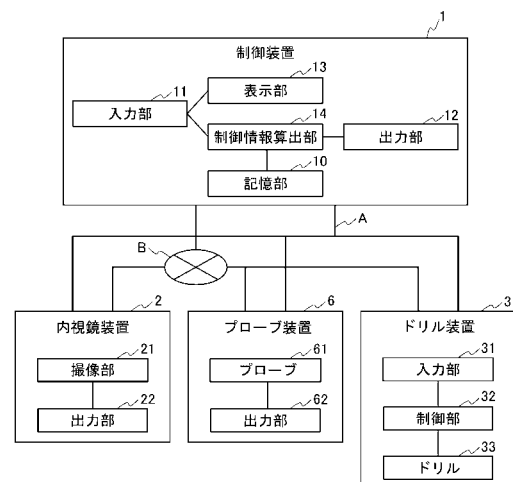 1
制御装置
13
表示部
11
入力部
14
制御情報算出部
12
出力部
10
記憶部
A
B
2
内視鏡装置
21
撮像部
22
出力部
6
プローブ装置
61
プローブ
62
出力部
3
ドリル装置
31
入力部
32
制御部
33
ドリル